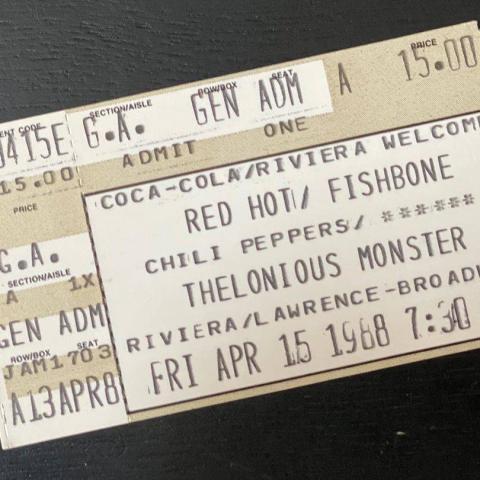 ENT CODE
0415E
15.00
PRICE
G.A.
SECTION/AISLE
A 1X
GEN ADM
ROW/BOX SEAT
JAM1703
A13APR8
SECTION/AISLE ROW/BOX SEAT PRICE
G.A. GEN ADM A 15.00
ADMIT ONE
COCA-COLA/RIVIERA WELCOME
RED HOT/ FISHBONE
CHILI PEPPERS/ ******
THELONIOUS MONSTER
RIVIERA/LAWRENCE-BROADW
FRI APR 15 1988 7:30